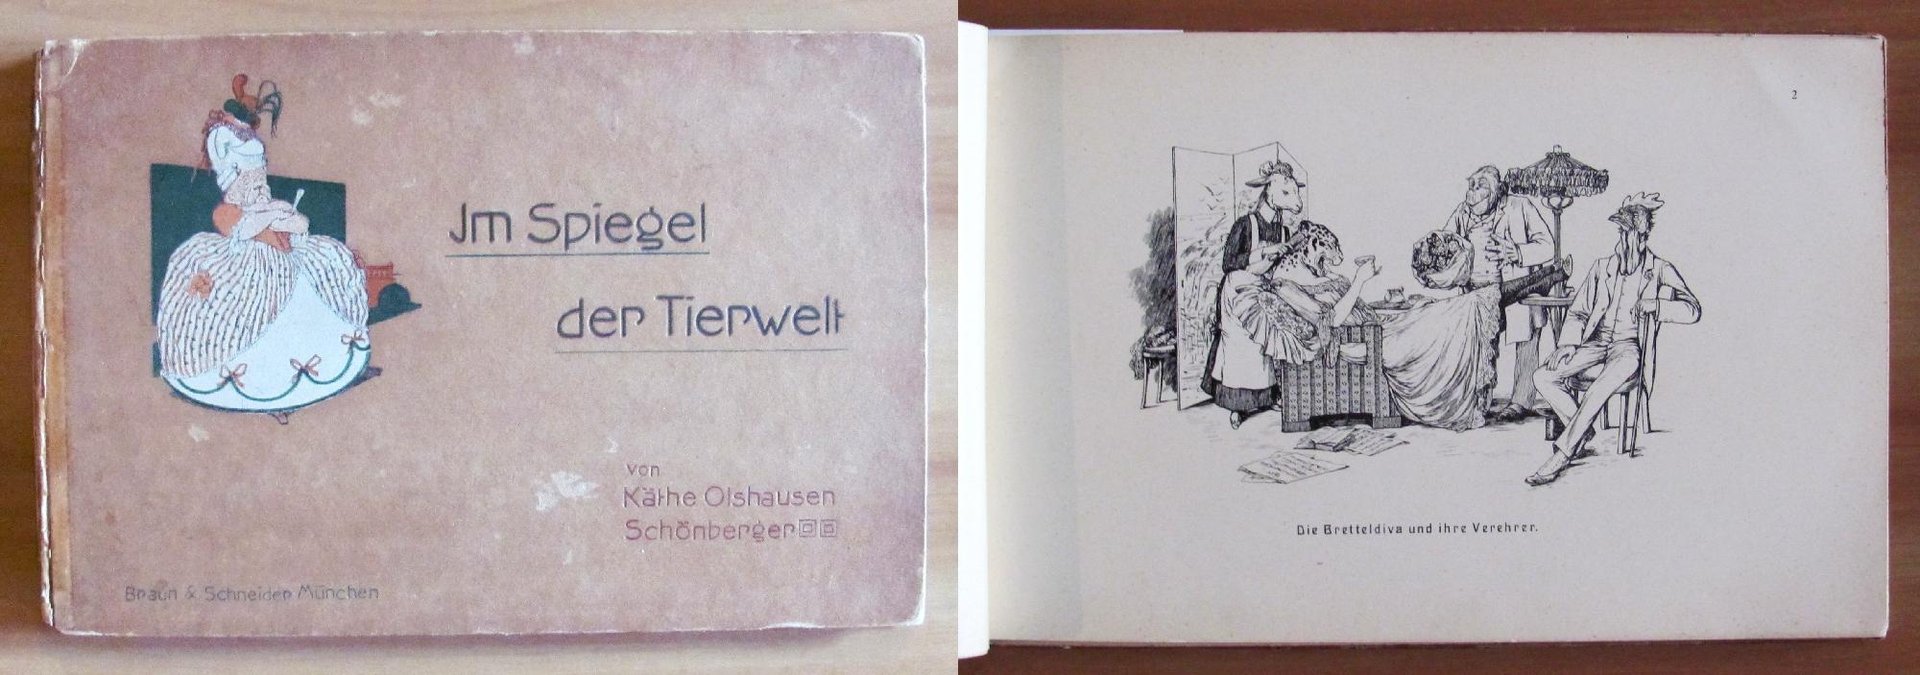 Jm Spiegel
der Tierwelt
von
Käthe Olshausen
Schönberger
Braun & Schneider München
2
Die Bretteldiva und ihre Verehrer.